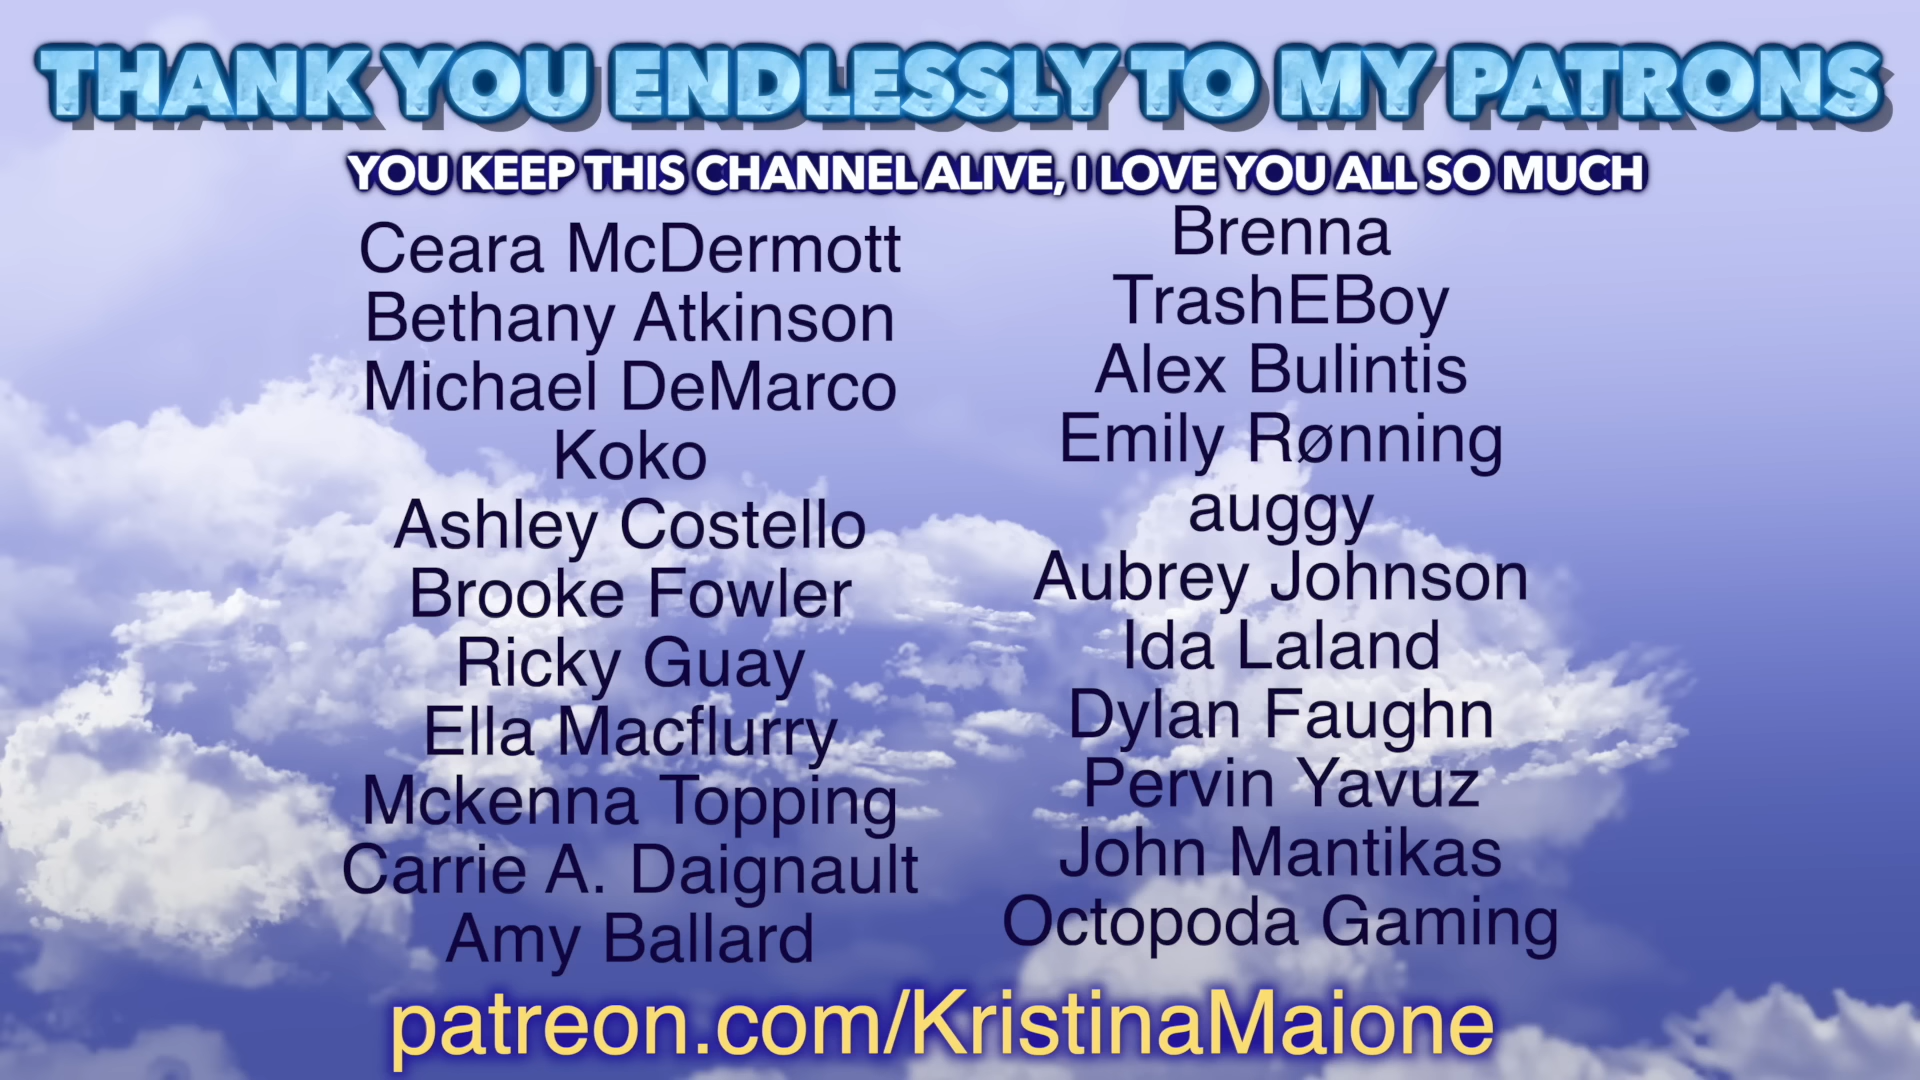 THANK YOU ENDLESSLY TO MY PATRONS
YOU KEEP THIS CHANNEL ALIVE, I LOVE YOU ALL SO MUCH
Ceara McDermott
Bethany Atkinson
Michael DeMarco
Koko
Ashley Costello
Brooke Fowler
Ricky Guay
Ella Macflurry
Mckenna Topping
Carrie A. Daignault
Amy Ballard
Brenna
TrashEBoy
Alex Bulintis
Emily Rønning
auggy
Aubrey Johnson
Ida Laland
Dylan Faughn
Pervin Yavuz
John Mantikas
Octopoda Gaming
patreon.com/KristinaMaione